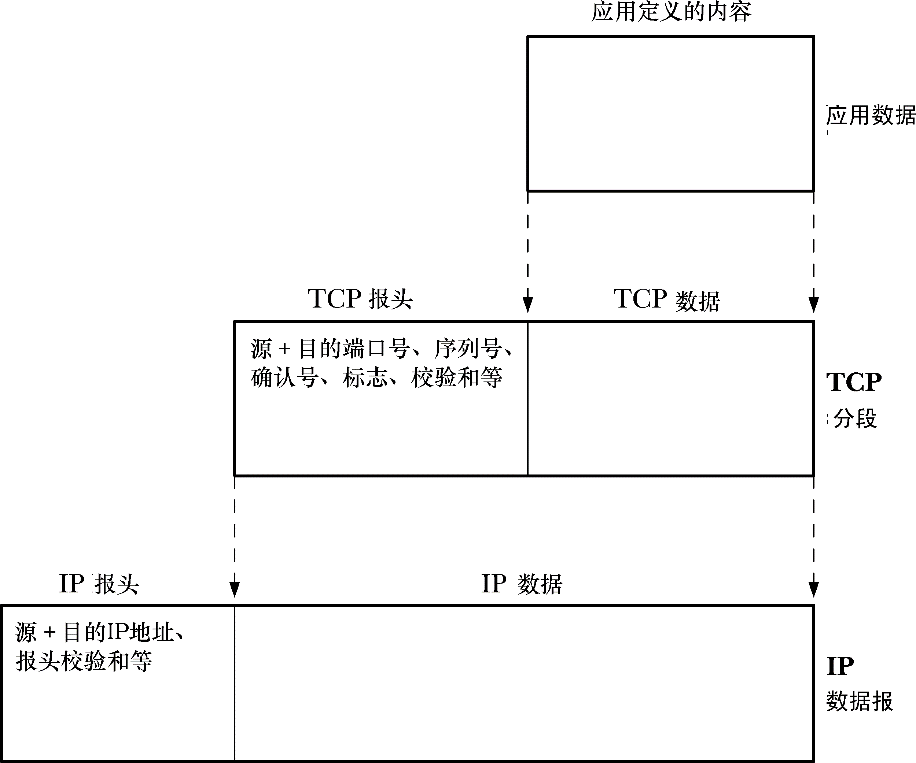 应用定义的内容
应用数据
TCP 报头
TCP 数据
源 + 目的端口号、序列号、
确认号、标志、校验和等
TCP
分段
IP 报头
IP 数据
源 + 目的IP地址、
报头校验和等
IP
数据报